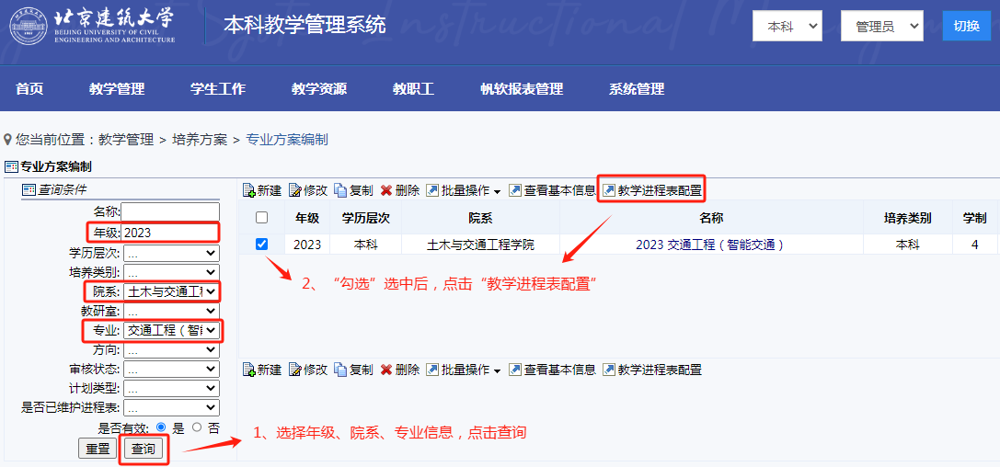 北京建筑大学
BEIJING UNIVERSITY OF CIVIL
ENGINEERING AND ARCHITECTURE
本科教学管理系统
本科 管理员 切换
首页 教学管理 学生工作 教学资源 教职工 帆软报表管理 系统管理
您当前位置：教学管理 > 培养方案 > 专业方案编制
专业方案编制
查询条件
名称:
年级: 2023
学历层次: ...
培养类别: ...
院系: 土木与交通工程
教研室: ...
专业: 交通工程（智能
方向: ...
审核状态: ...
计划类型: ...
是否已维护进程表: ...
是否有效: 是 否
重置 查询
新建 修改 复制 删除 批量操作 查看基本信息 教学进程表配置
年级 学历层次 院系 名称 培养类别 学制
2023 本科 土木与交通工程学院 2023 交通工程（智能交通） 本科 4
2、“勾选”选中后，点击“教学进程表配置”
新建 修改 复制 删除 批量操作 查看基本信息 教学进程表配置
1、选择年级、院系、专业信息，点击查询